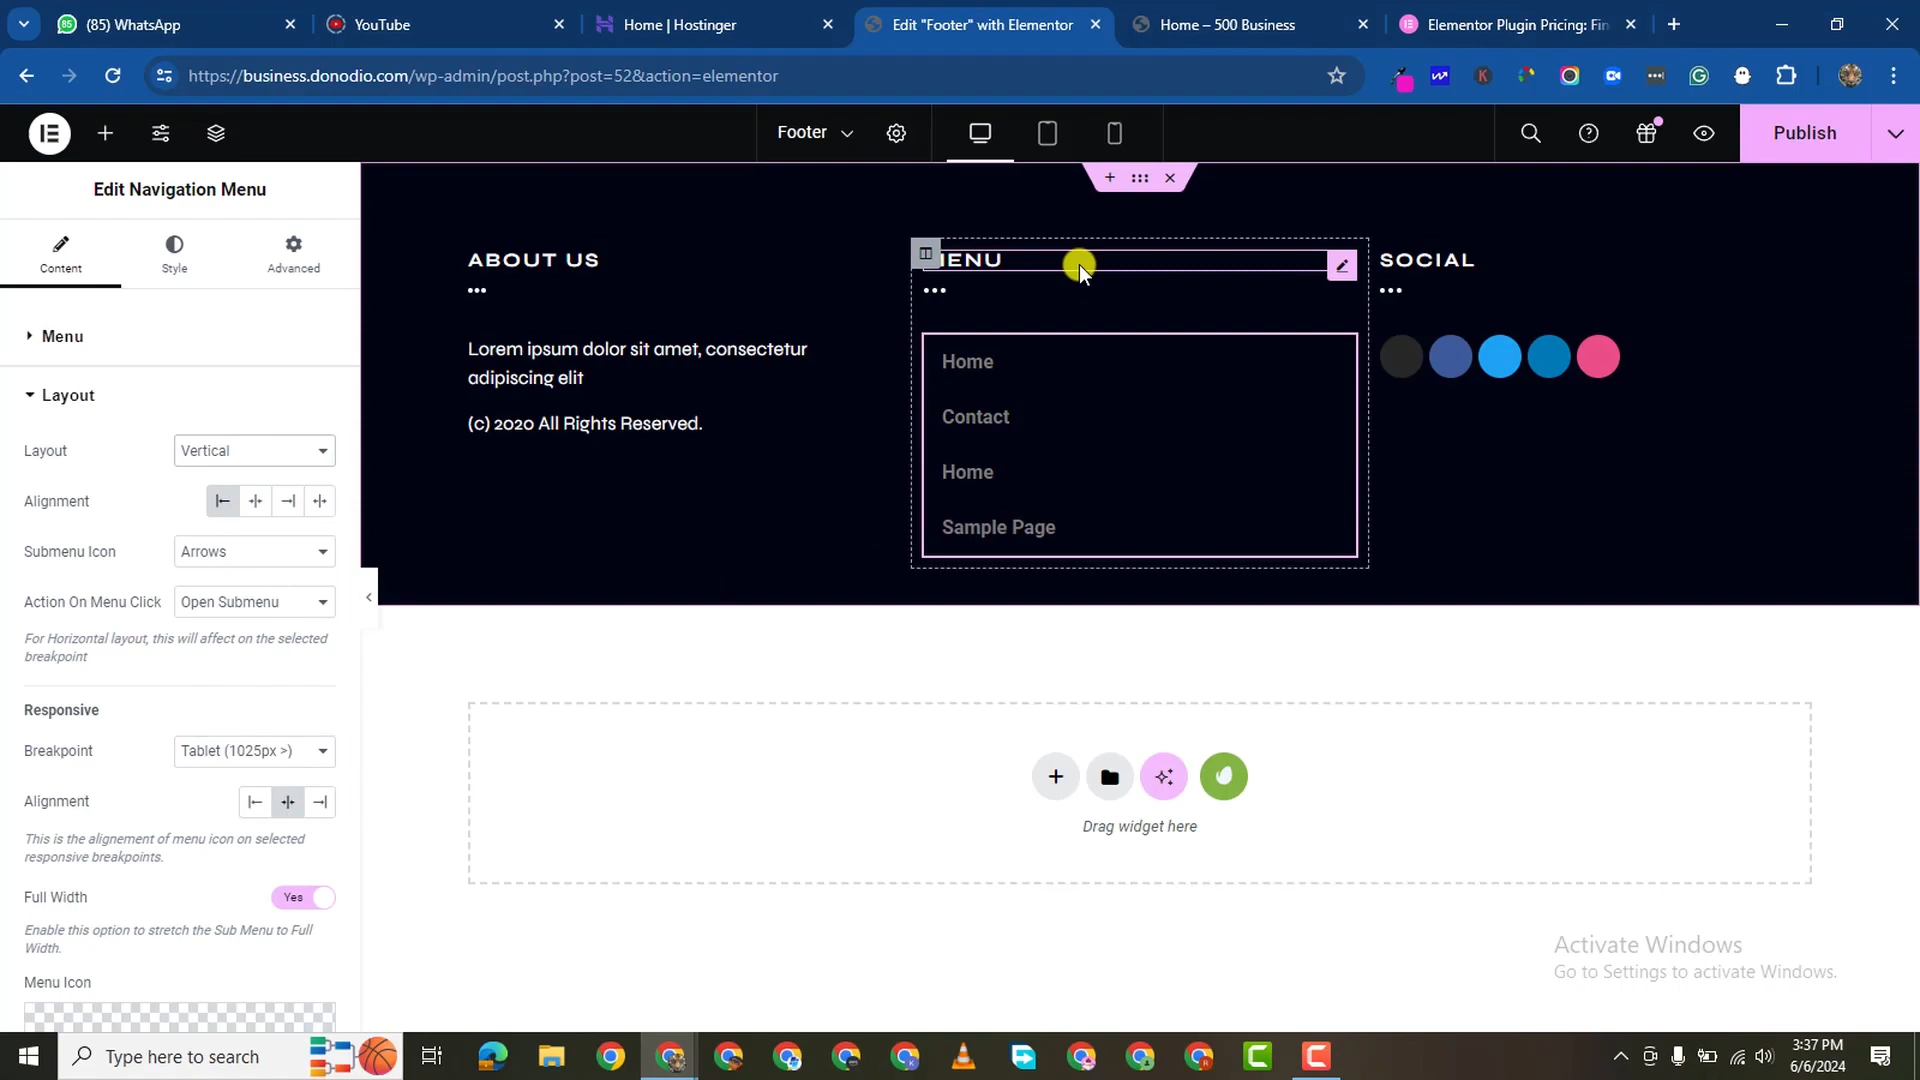 (85) WhatsApp
YouTube
Home | Hostinger
Edit "Footer" with Elementor
Home – 500 Business
Elementor Plugin Pricing: Fin
https://business.donodio.com/wp-admin/post.php?post=52&action=elementor
Footer
Publish
Edit Navigation Menu
Content
Style
Advanced
Menu
Layout
Layout
Vertical
Alignment
Submenu Icon
Arrows
Action On Menu Click
Open Submenu
For Horizontal layout, this will affect on the selected
breakpoint
Responsive
Breakpoint
Tablet (1025px >)
Alignment
This is the alignement of menu icon on selected
responsive breakpoints.
Full Width
Yes
Enable this option to stretch the Sub Menu to Full
Width.
Menu Icon
ABOUT US
Lorem ipsum dolor sit amet, consectetur
adipiscing elit
(c) 2020 All Rights Reserved.
MENU
Home
Contact
Home
Sample Page
SOCIAL
Drag widget here
Activate Windows
Go to Settings to activate Windows.
Type here to search
3:37 PM
6/6/2024